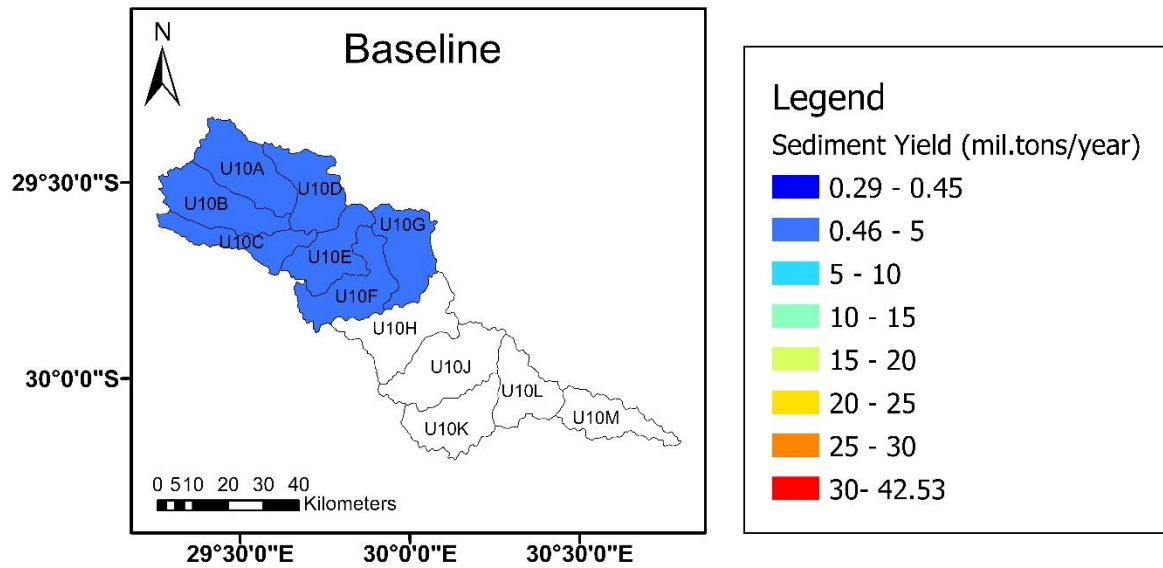 Baseline
N
29°30'0"S
30°0'0"S
U10A
U10B
U10D
U10C
U10G
U10E
U10F
U10H
U10J
U10L
U10K
U10M
0 5 10 20 30 40
Kilometers
29°30'0"E 30°0'0"E 30°30'0"E
Legend
Sediment Yield (mil.tons/year)
0.29 - 0.45
0.46 - 5
5 - 10
10 - 15
15 - 20
20 - 25
25 - 30
30- 42.53